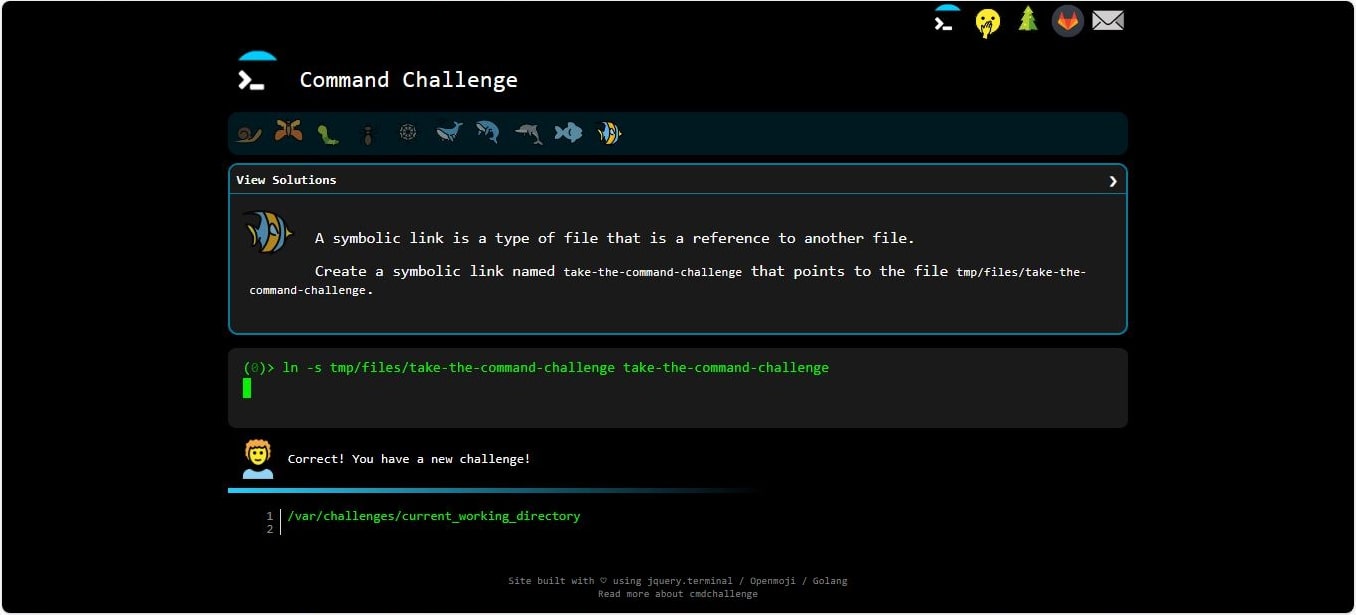 Command Challenge
View Solutions
A symbolic link is a type of file that is a reference to another file.
Create a symbolic link named take-the-command-challenge that points to the file tmp/files/take-the-
command-challenge.
(0)> ln -s tmp/files/take-the-command-challenge take-the-command-challenge
Correct! You have a new challenge!
1 /var/challenges/current_working_directory
2
Site built with ♡ using jquery.terminal / Openmoji / Golang
Read more about cmdchallenge